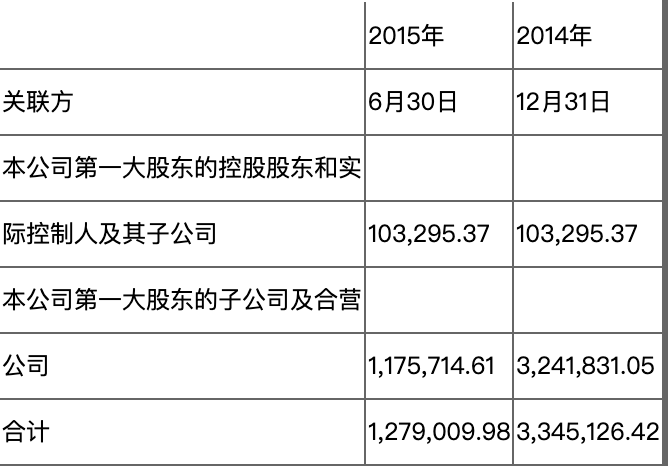 2015年 2014年
关联方 6月30日 12月31日
本公司第一大股东的控股股东和实
际控制人及其子公司 103,295.37 103,295.37
本公司第一大股东的子公司及合营
公司 1,175,714.61 3,241,831.05
合计 1,279,009.98 3,345,126.42